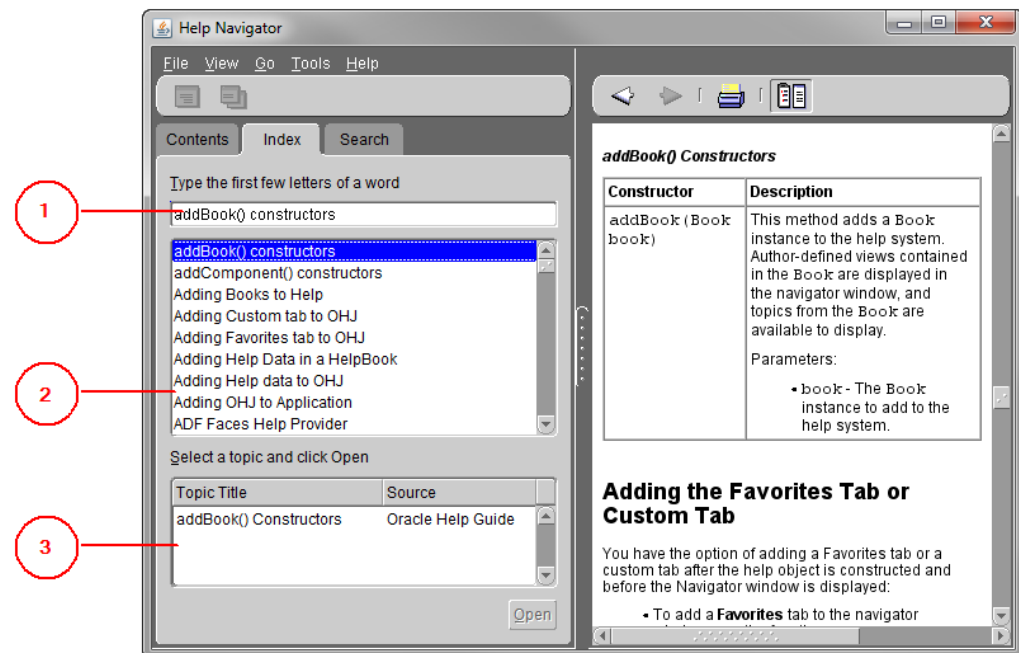 Help Navigator
File View Go Tools Help
Contents Index Search
Type the first few letters of a word
1
addBook() constructors
addBook() constructors
addComponent() constructors
Adding Books to Help
Adding Custom tab to OHJ
Adding Favorites tab to OHJ
Adding Help Data in a HelpBook
Adding Help data to OHJ
2
Adding OHJ to Application
ADF Faces Help Provider
Select a topic and click Open
Topic Title Source
addBook() Constructors Oracle Help Guide
3
Open
addBook() Constructors
Constructor Description
addBook(Book
book)
This method adds a Book
instance to the help system.
Author-defined views contained
in the Book are displayed in
the navigator window, and
topics from the Book are
available to display.
Parameters:
• book - The Book
instance to add to the
help system.
Adding the Favorites Tab or
Custom Tab
You have the option of adding a Favorites tab or a
custom tab after the help object is constructed and
before the Navigator window is displayed:
• To add a Favorites tab to the navigator